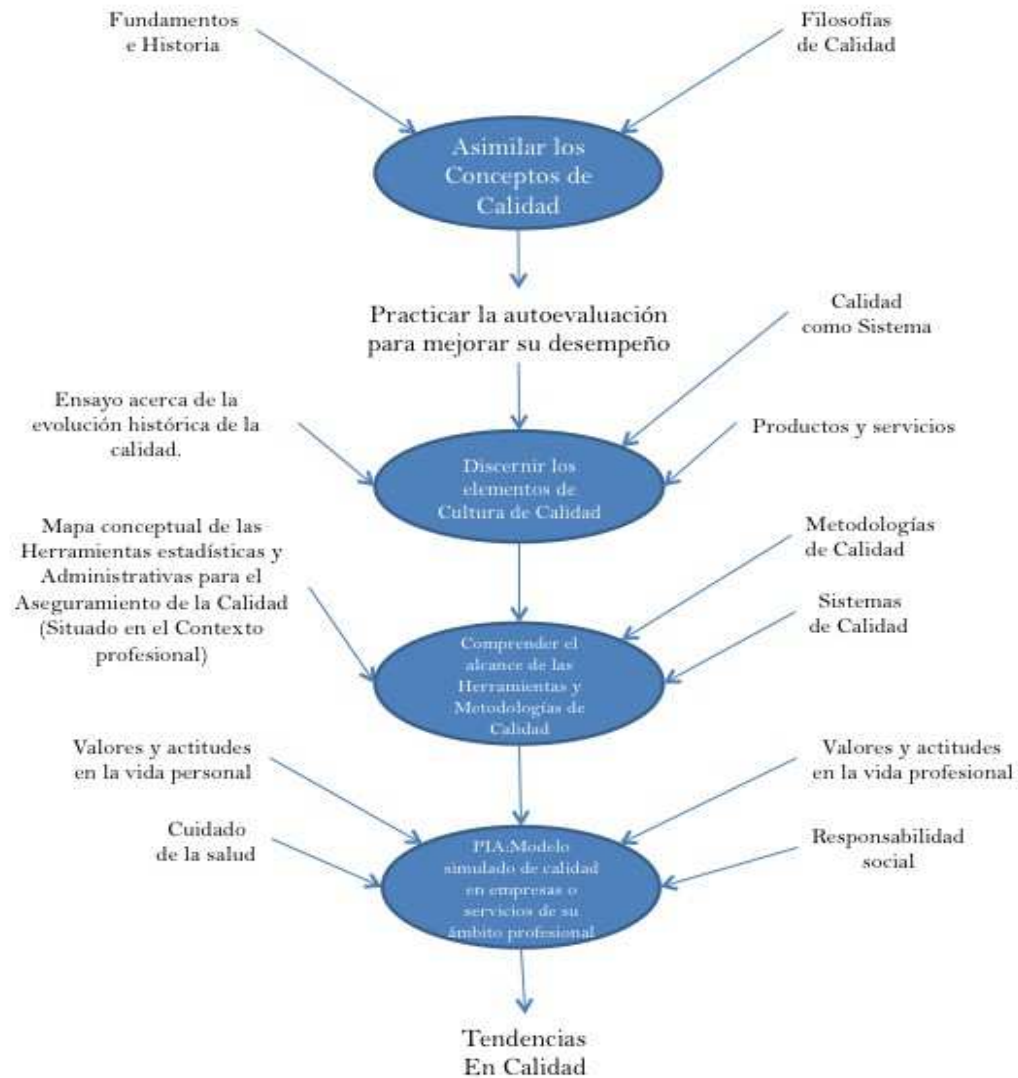 Fundamentos
e Historia
Filosofías
de Calidad
Asimilar los
Conceptos de
Calidad
Practicar la autoevaluación
para mejorar su desempeño
Calidad
como Sistema
Ensayo acerca de la
evolución histórica de la
calidad.
Productos y servicios
Discernir los
elementos de
Cultura de Calidad
Mapa conceptual de las
Herramientas estadísticas y
Administrativas para el
Aseguramiento de la Calidad
(Situado en el Contexto
profesional)
Metodologías
de Calidad
Sistemas
de Calidad
Comprender el
alcance de las
Herramientas y
Metodologías de
Calidad
Valores y actitudes
en la vida personal
Valores y actitudes
en la vida profesional
Cuidado
de la salud
Responsabilidad
social
PIA:Modelo
simulado de calidad
en empresas o
servicios de su
ámbito profesional
Tendencias
En Calidad